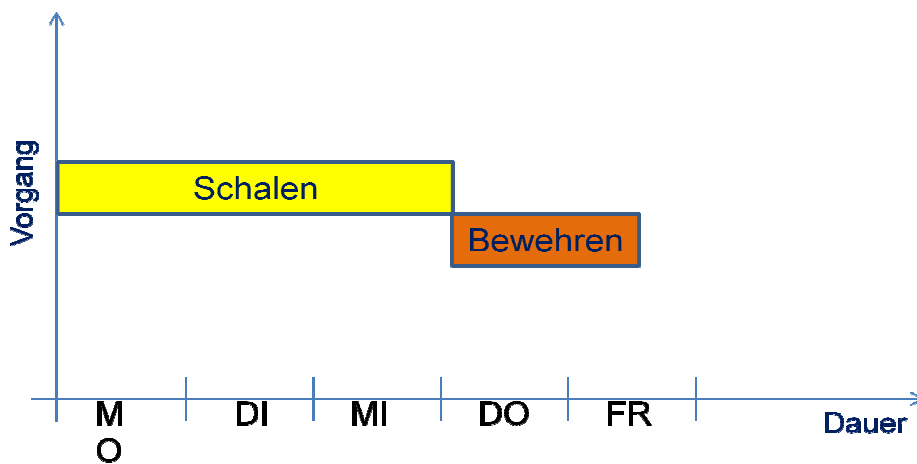 Vorgang
Schalen
Bewehren
M
O
DI
MI
DO
FR
Dauer